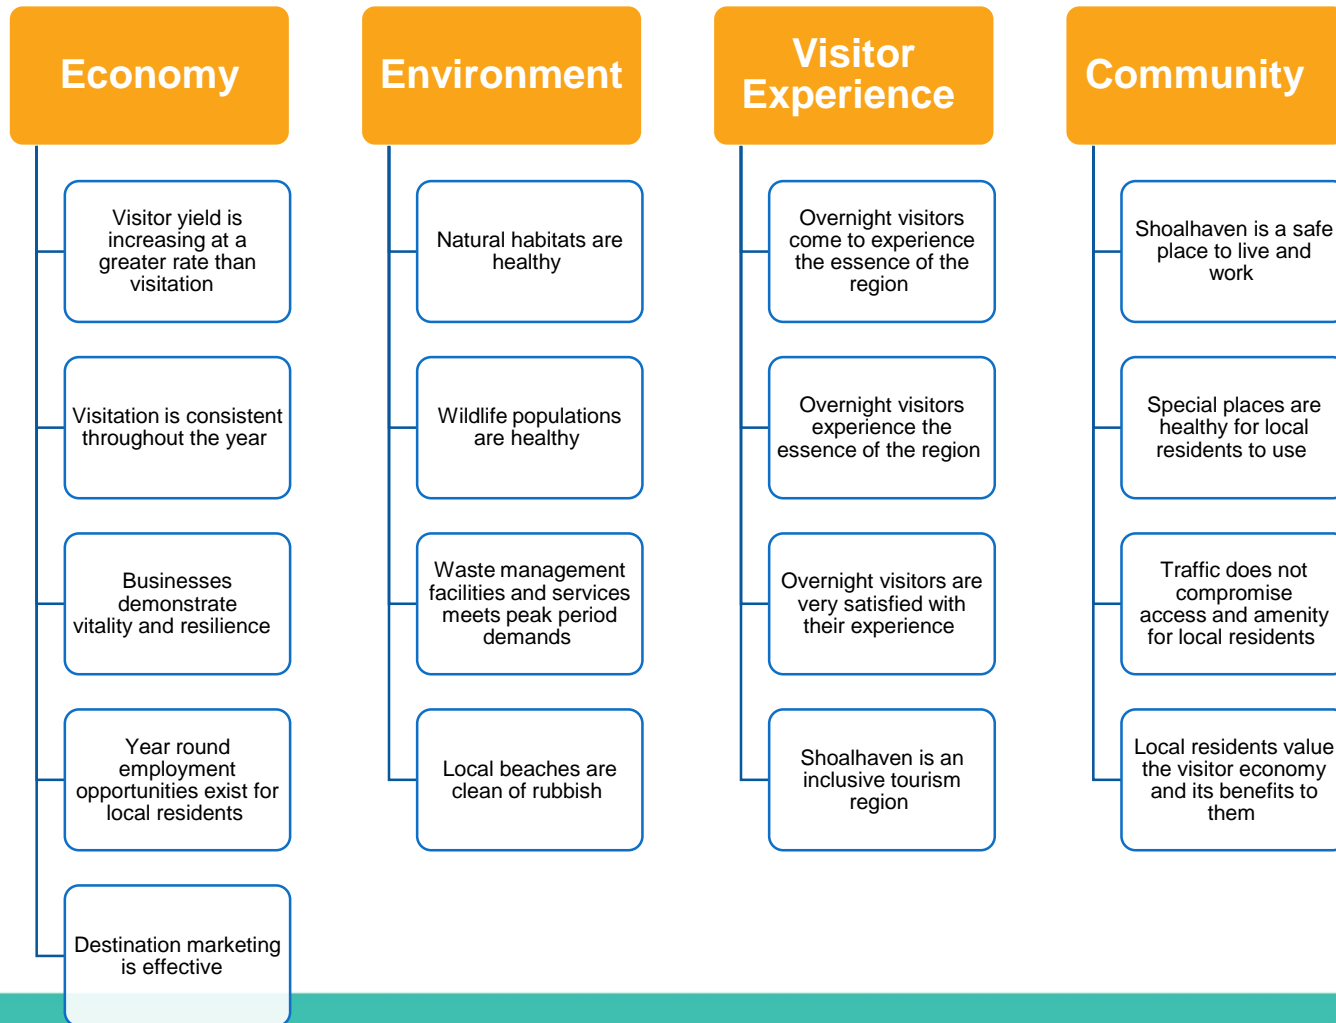 Economy
Visitor yield is
increasing at a
greater rate than
visitation
Visitation is consistent
throughout the year
Businesses
demonstrate
vitality and resilience
Year round
employment
opportunities exist for
local residents
Destination marketing
is effective
Environment
Natural habitats are
healthy
Wildlife populations
are healthy
Waste management
facilities and services
meets peak period
demands
Local beaches are
clean of rubbish
Visitor
Experience
Overnight visitors
come to experience
the essence of the
region
Overnight visitors
experience the
essence of the region
Overnight visitors are
very satisfied with
their experience
Shoalhaven is an
inclusive tourism
region
Community
Shoalhaven is a safe
place to live and
work
Special places are
healthy for local
residents to use
Traffic does not
compromise
access and amenity
for local residents
Local residents value
the visitor economy
and its benefits to
them